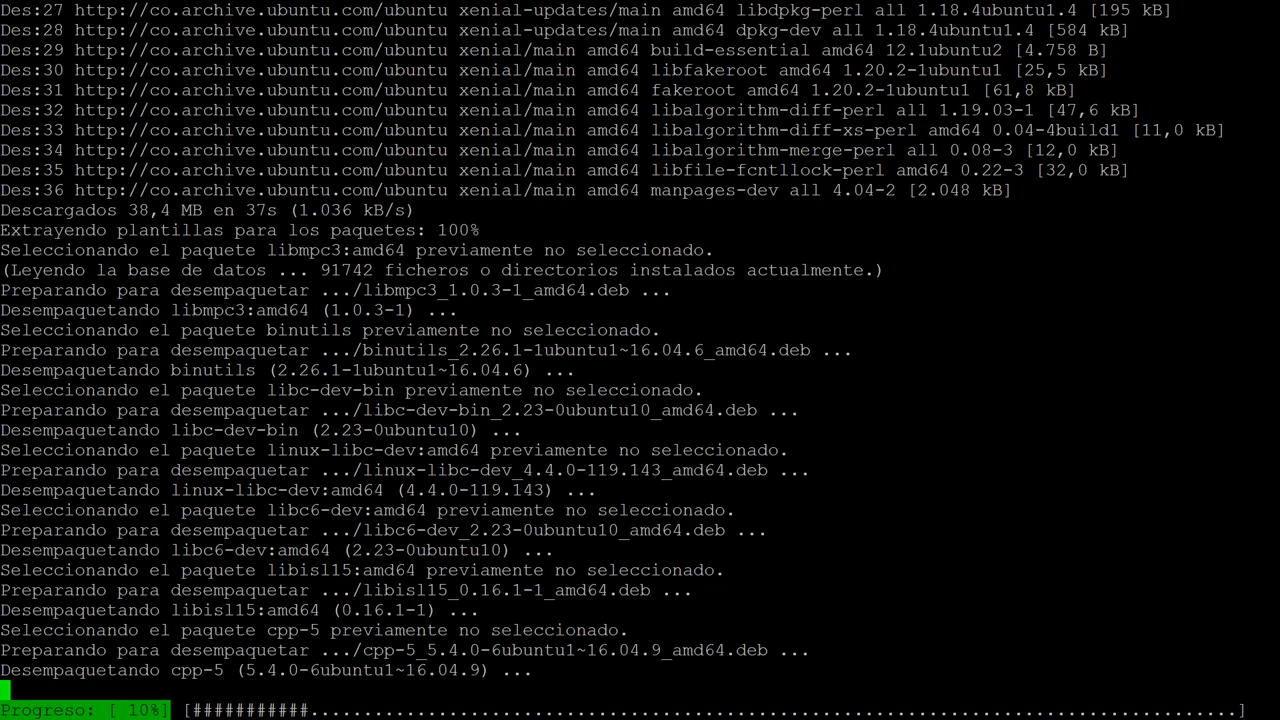 Des:27 http://co.archive.ubuntu.com/ubuntu xenial-updates/main amd64 libdpkg-perl all 1.18.4ubuntu1.4 [195 kB]
Des:28 http://co.archive.ubuntu.com/ubuntu xenial-updates/main amd64 dpkg-dev all 1.18.4ubuntu1.4 [584 kB]
Des:29 http://co.archive.ubuntu.com/ubuntu xenial/main amd64 build-essential amd64 12.1ubuntu2 [4.758 B]
Des:30 http://co.archive.ubuntu.com/ubuntu xenial/main amd64 libfakeroot amd64 1.20.2-1ubuntu1 [25,5 kB]
Des:31 http://co.archive.ubuntu.com/ubuntu xenial/main amd64 fakeroot amd64 1.20.2-1ubuntu1 [61,8 kB]
Des:32 http://co.archive.ubuntu.com/ubuntu xenial/main amd64 libalgorithm-diff-perl all 1.19.03-1 [47,6 kB]
Des:33 http://co.archive.ubuntu.com/ubuntu xenial/main amd64 libalgorithm-diff-xs-perl amd64 0.04-4build1 [11,0 kB]
Des:34 http://co.archive.ubuntu.com/ubuntu xenial/main amd64 libalgorithm-merge-perl all 0.08-3 [12,0 kB]
Des:35 http://co.archive.ubuntu.com/ubuntu xenial/main amd64 libfile-fcntllock-perl amd64 0.22-3 [32,0 kB]
Des:36 http://co.archive.ubuntu.com/ubuntu xenial/main amd64 manpages-dev all 4.04-2 [2.048 kB]
Descargados 38,4 MB en 37s (1.036 kB/s)
Extrayendo plantillas para los paquetes: 100%
Seleccionando el paquete libmpc3:amd64 previamente no seleccionado.
(Leyendo la base de datos ... 91742 ficheros o directorios instalados actualmente.)
Preparando para desempaquetar .../libmpc3_1.0.3-1_amd64.deb ...
Desempaquetando libmpc3:amd64 (1.0.3-1) ...
Seleccionando el paquete binutils previamente no seleccionado.
Preparando para desempaquetar .../binutils_2.26.1-1ubuntu1~16.04.6_amd64.deb ...
Desempaquetando binutils (2.26.1-1ubuntu1~16.04.6) ...
Seleccionando el paquete libc-dev-bin previamente no seleccionado.
Preparando para desempaquetar .../libc-dev-bin_2.23-0ubuntu10_amd64.deb ...
Desempaquetando libc-dev-bin (2.23-0ubuntu10) ...
Seleccionando el paquete linux-libc-dev:amd64 previamente no seleccionado.
Preparando para desempaquetar .../linux-libc-dev_4.4.0-119.143_amd64.deb ...
Desempaquetando linux-libc-dev:amd64 (4.4.0-119.143) ...
Seleccionando el paquete libc6-dev:amd64 previamente no seleccionado.
Preparando para desempaquetar .../libc6-dev_2.23-0ubuntu10_amd64.deb ...
Desempaquetando libc6-dev:amd64 (2.23-0ubuntu10) ...
Seleccionando el paquete libisl15:amd64 previamente no seleccionado.
Preparando para desempaquetar .../libisl15_0.16.1-1_amd64.deb ...
Desempaquetando libisl15:amd64 (0.16.1-1) ...
Seleccionando el paquete cpp-5 previamente no seleccionado.
Preparando para desempaquetar .../cpp-5_5.4.0-6ubuntu1~16.04.9_amd64.deb ...
Desempaquetando cpp-5 (5.4.0-6ubuntu1~16.04.9) ...
Progreso: [ 10%] [###########.......................................................................................]